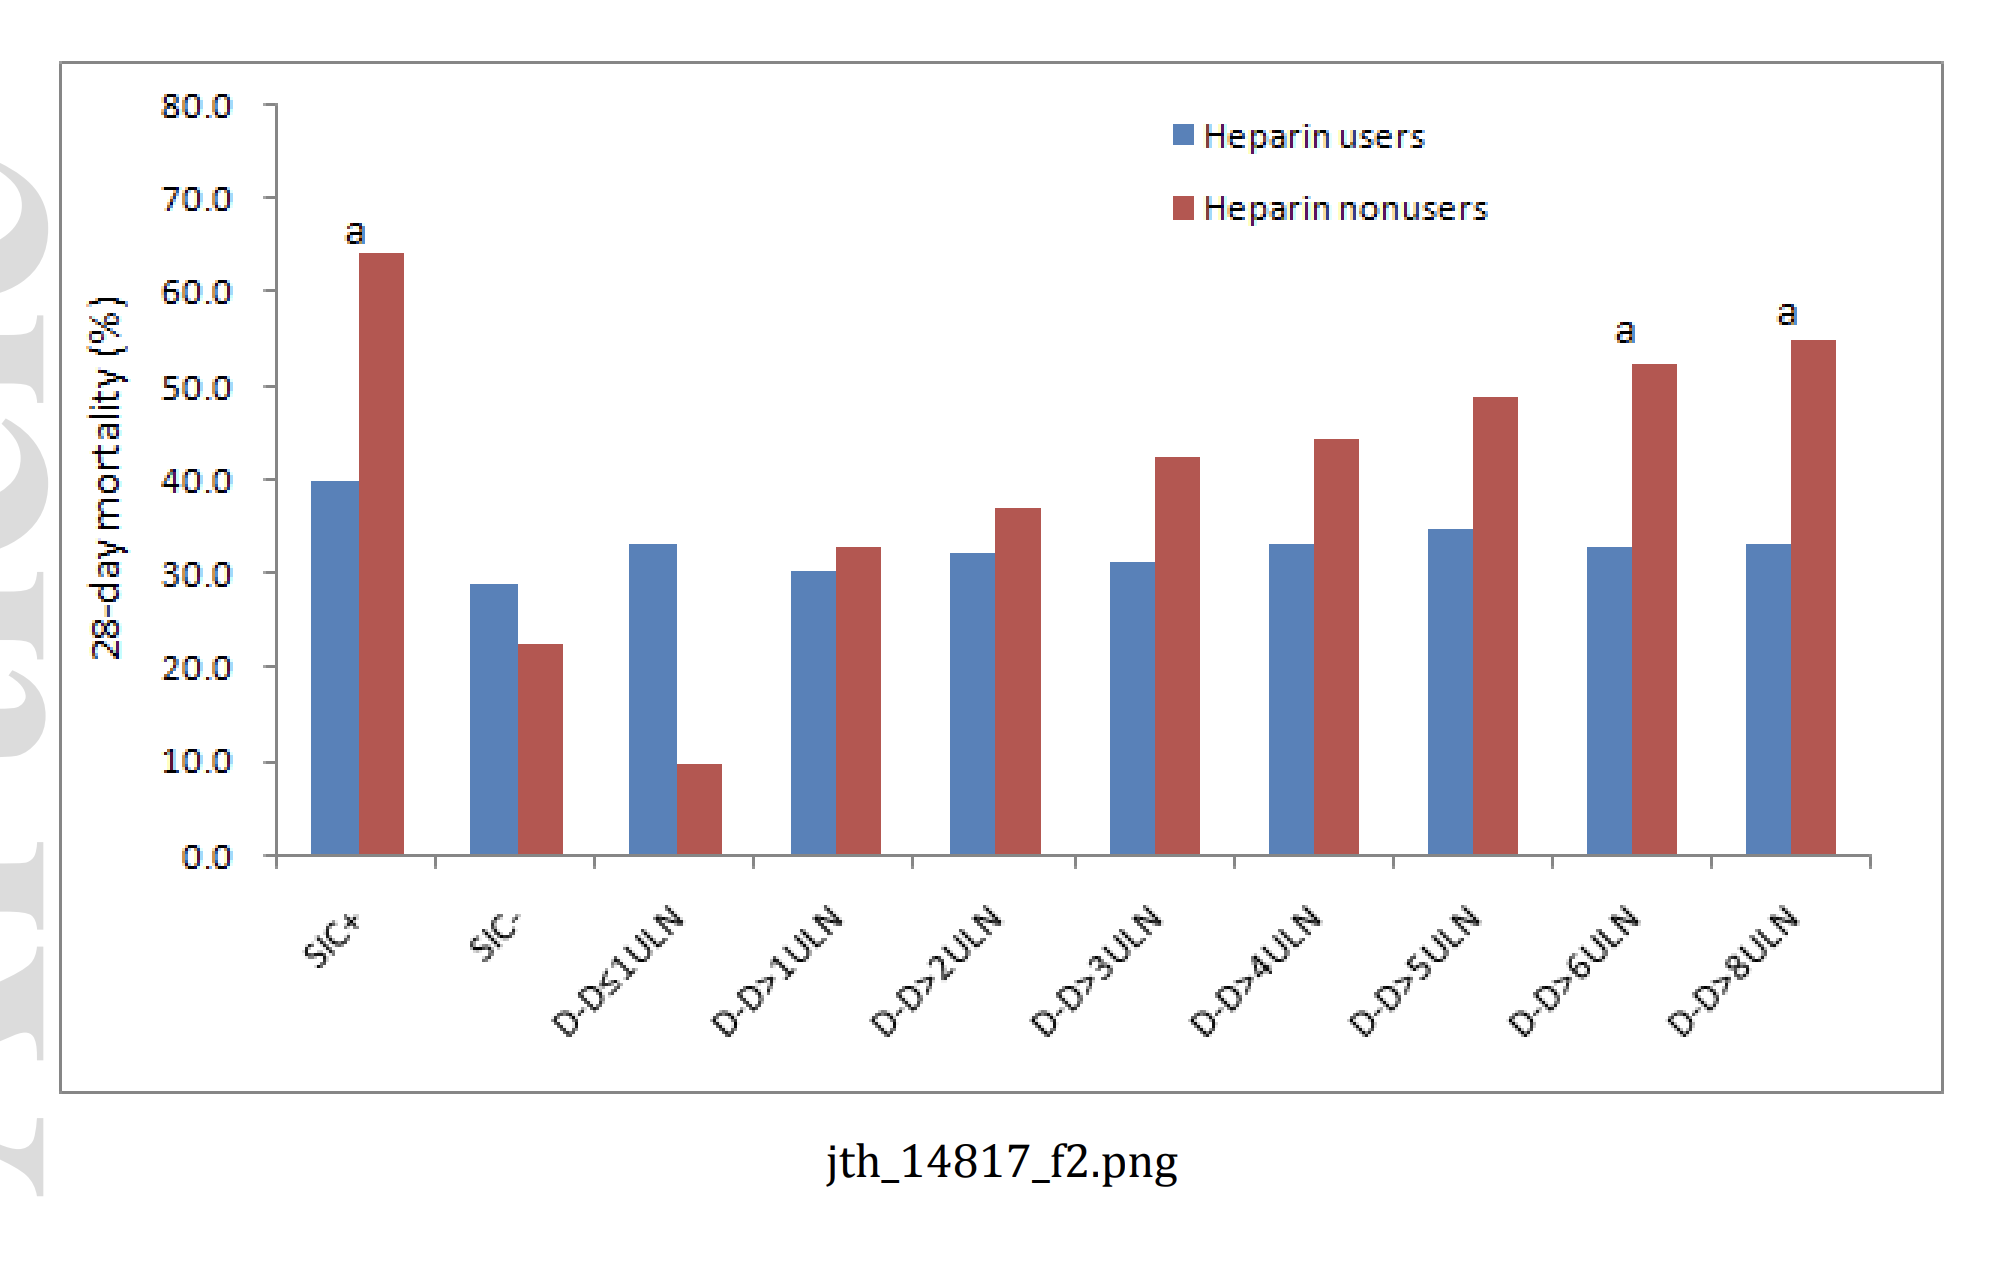 80.0
70.0
60.0
50.0
40.0
30.0
20.0
10.0
0.0
28-day mortality (%)
Heparin users
Heparin nonusers
a
a
a
SIC+
SIC-
D-D≤1ULN
D-D>1ULN
D-D>2ULN
D-D>3ULN
D-D>4ULN
D-D>5ULN
D-D>6ULN
D-D>8ULN
jth_14817_f2.png